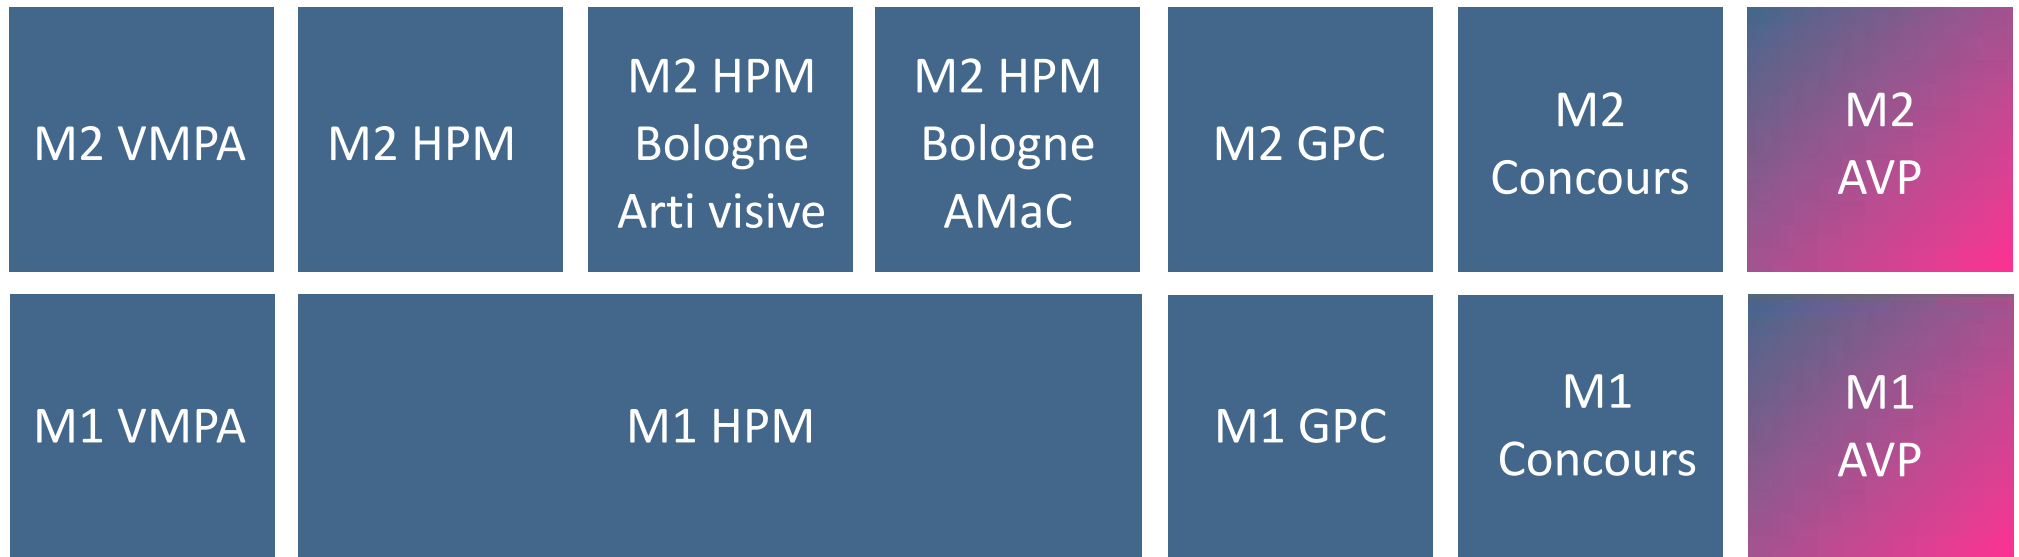 M2 VMPA
M2 HPM
M2 HPM
Bologne
Arti visive
M2 HPM
Bologne
AMaC
M2 GPC
M2
Concours
M2
AVP
M1 VMPA
M1 HPM
M1 GPC
M1
Concours
M1
AVP